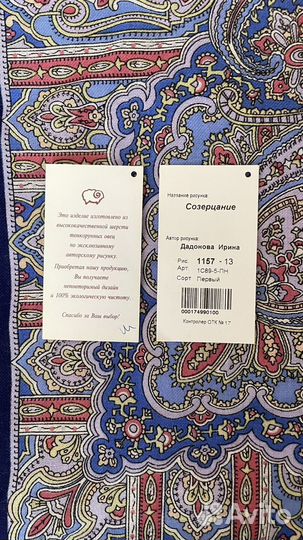 Это изделие изготовлено из
высококачественной шерсти
тонкорунных овец
по эксклюзивному
авторскому рисунку.
Приобретая нашу продукцию,
Вы получаете
неповторимый дизайн
и 100% экологическую чистоту.
Спасибо за Ваш выбор!
Название рисунка:
Созерцание
Автор рисунка:
Дадонова Ирина
Рис. 1157 - 13
Арт. 1С89-5-ПН
Сорт Первый
000174990100
Контролер ОТК № 17
Avito